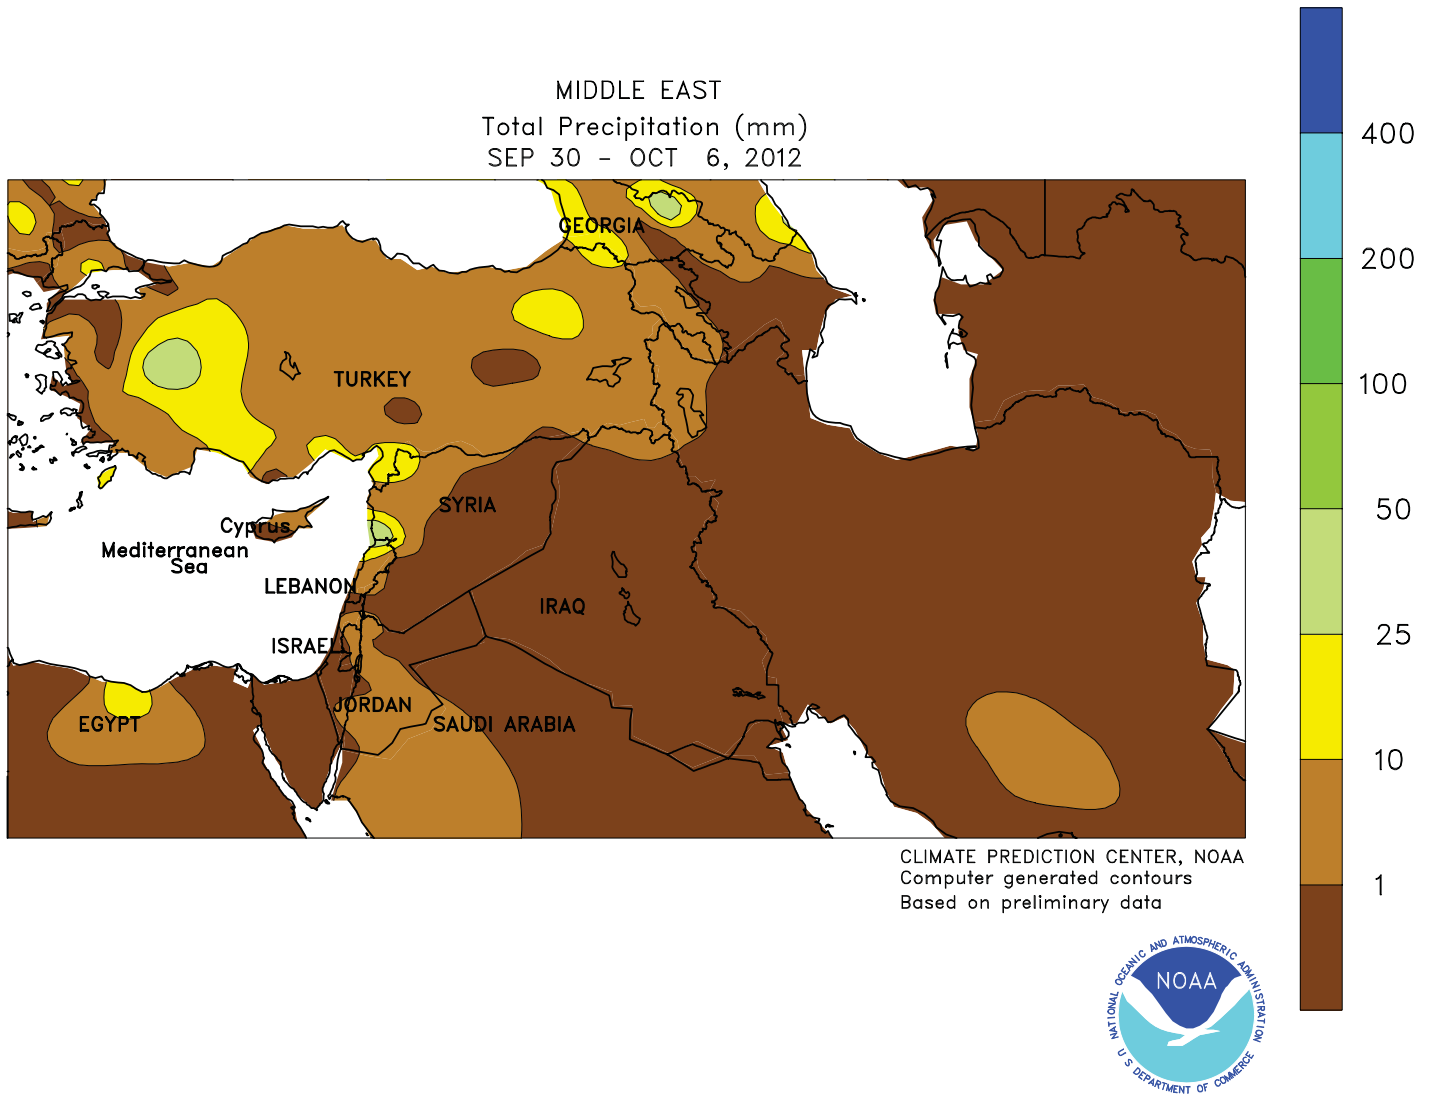 MIDDLE EAST
Total Precipitation (mm)
SEP 30 - OCT 6, 2012
400
200
100
50
25
10
1
GEORGIA
TURKEY
SYRIA
Cyprus
Mediterranean
Sea
LEBANON
IRAQ
ISRAEL
JORDAN
EGYPT
SAUDI ARABIA
CLIMATE PREDICTION CENTER, NOAA
Computer generated contours
Based on preliminary data
NATIONAL OCEANIC AND ATMOSPHERIC ADMINISTRATION
NOAA
U S DEPARTMENT OF COMMERCE